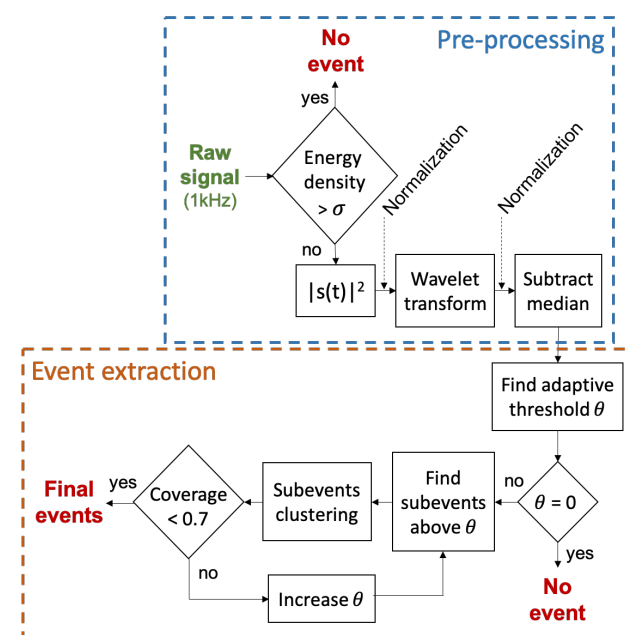 Pre-processing
No
event
yes
Raw
signal
(1kHz)
Energy
density
> σ
Normalization
Normalization
no
|s(t)|²
Wavelet
transform
Subtract
median
Event extraction
Find adaptive
threshold θ
Final
events
yes
Coverage
< 0.7
Subevents
clustering
Find
subevents
above θ
no
θ = 0
yes
no
Increase θ
No
event